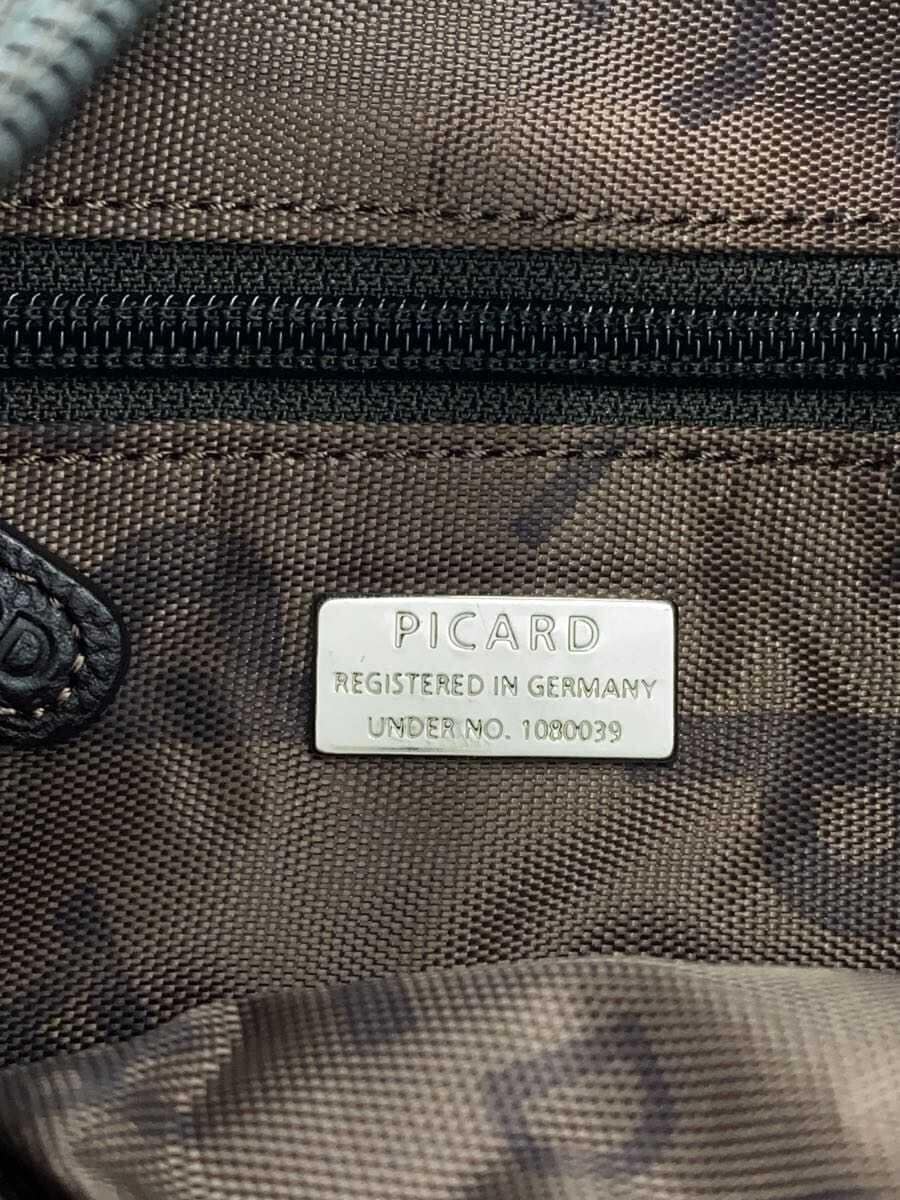 PICARD
REGISTERED IN GERMANY
UNDER NO. 1080039
D